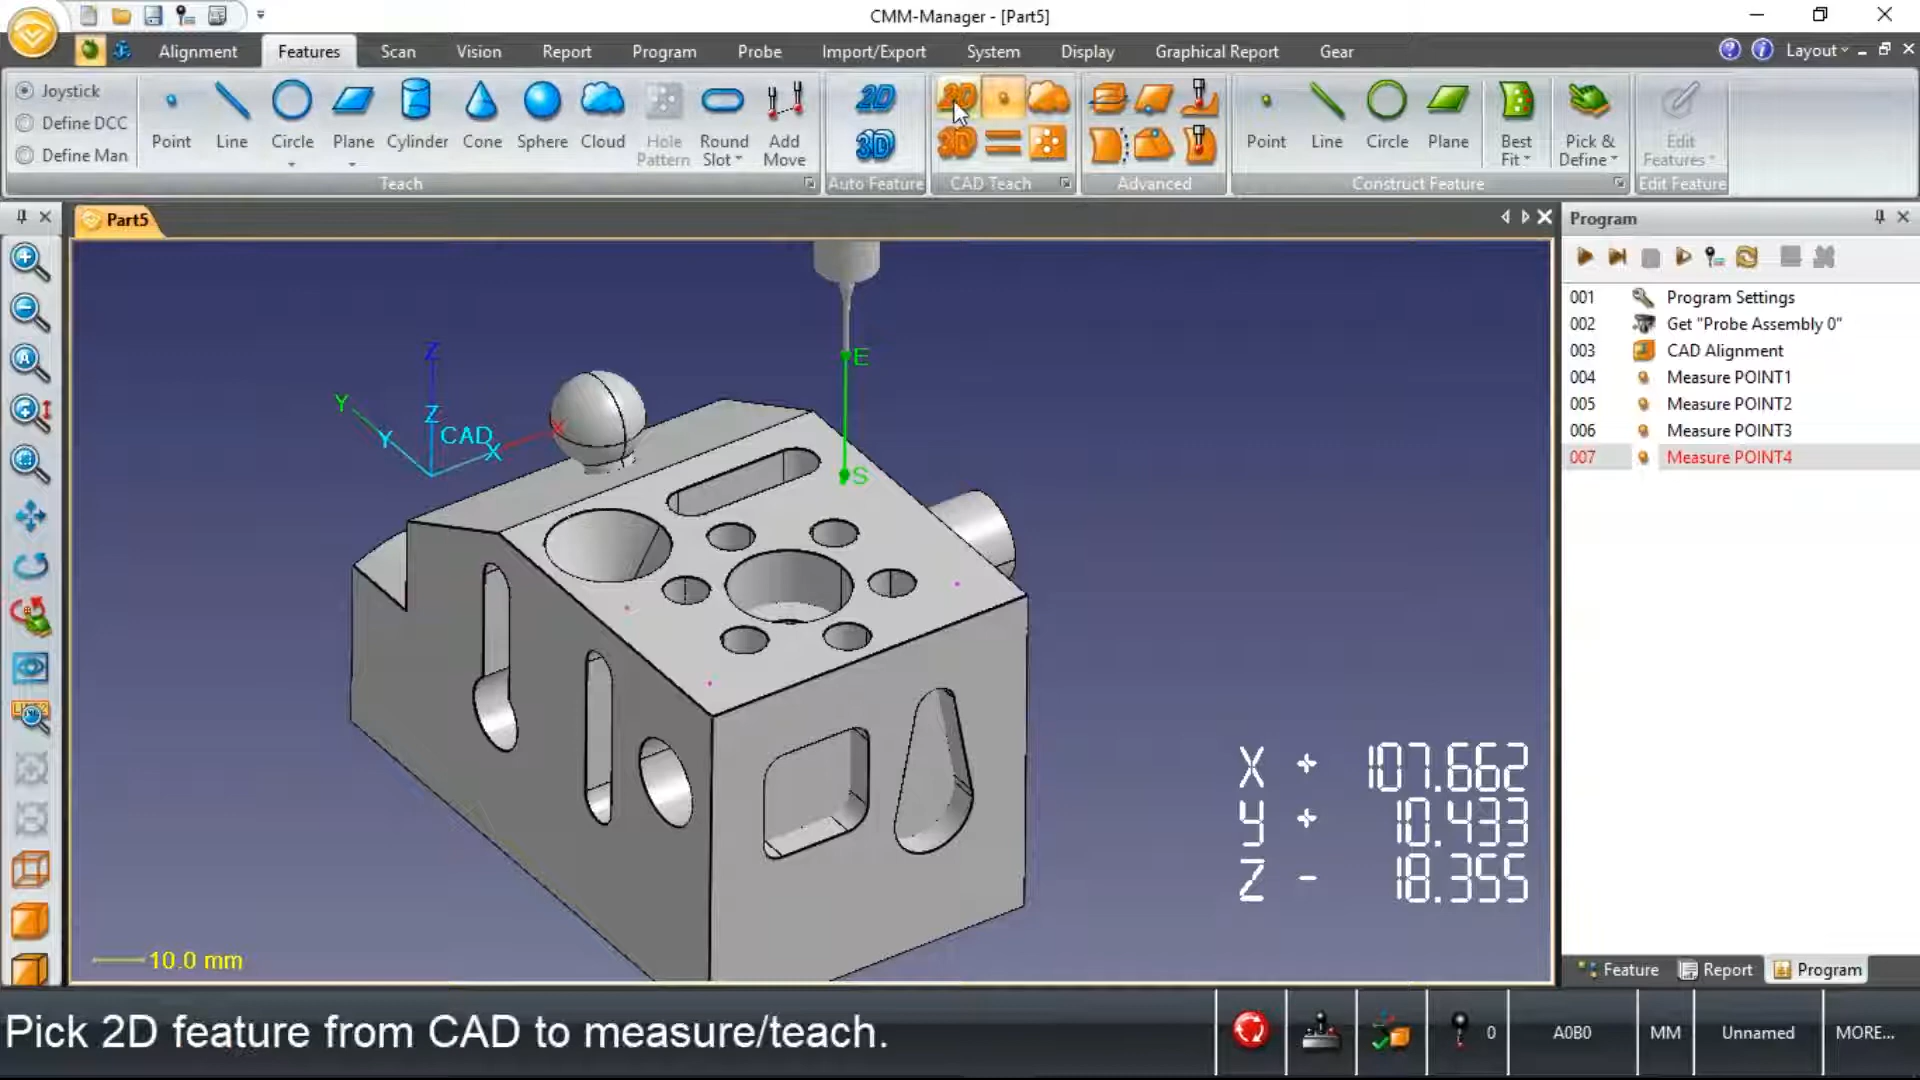 CMM-Manager - [Part5]
Alignment Features Scan Vision Report Program Probe Import/Export System Display Graphical Report Gear Layout
Joystick
Define DCC
Define Man
Point Line Circle Plane Cylinder Cone Sphere Cloud Hole Pattern Round Slot Add Move
Teach
2D
3D
Auto Feature
2D
3D
CAD Teach
Advanced
Point Line Circle Plane Best Fit Pick & Define
Construct Feature
Edit Features
Edit Feature
Part5
Program
001 Program Settings
002 Get "Probe Assembly 0"
003 CAD Alignment
004 Measure POINT1
005 Measure POINT2
006 Measure POINT3
007 Measure POINT4
E
S
Z
Y
Z
CAD
X
Y
X
X + 107.662
Y + 10.433
Z - 18.355
10.0 mm
Feature Report Program
Pick 2D feature from CAD to measure/teach.
0 A0B0 MM Unnamed MORE...